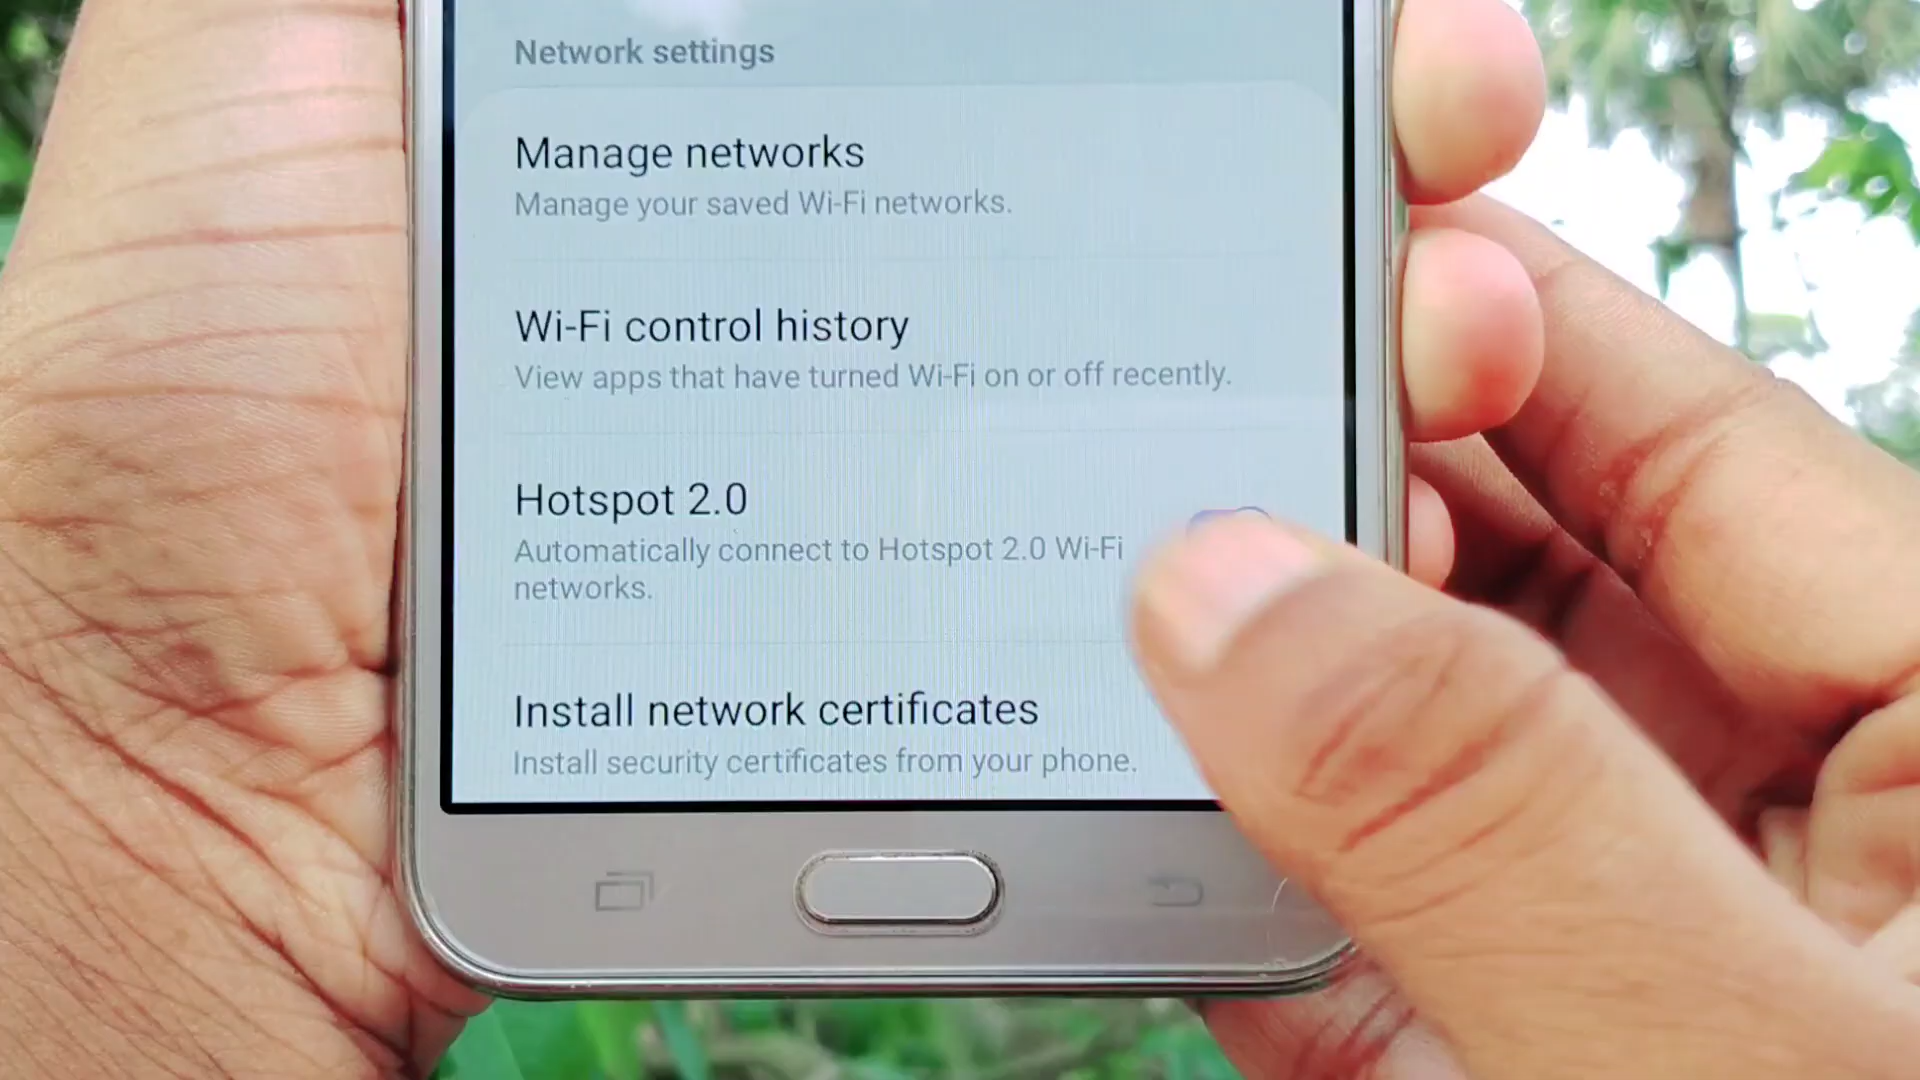 Network settings
Manage networks
Manage your saved Wi-Fi networks.
Wi-Fi control history
View apps that have turned Wi-Fi on or off recently.
Hotspot 2.0
Automatically connect to Hotspot 2.0 Wi-Fi
networks.
Install network certificates
Install security certificates from your phone.